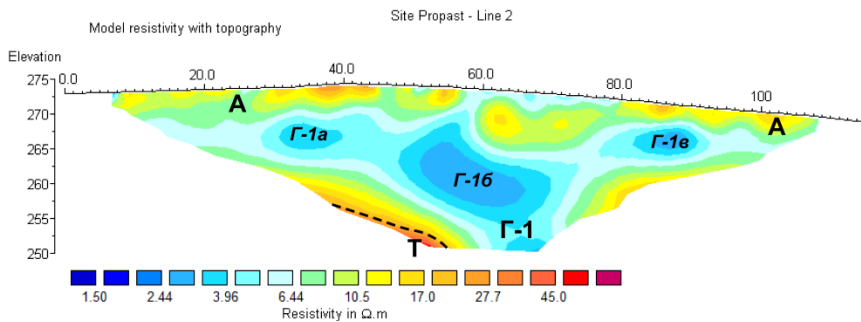 Site Propast - Line 2
Model resistivity with topography
Elevation
275
270
265
260
255
250
0.0 20.0 40.0 60.0 80.0 100
A A
Г-1а Г-1б Г-1в
Г-1
T
1.50 2.44 3.96 6.44 10.5 17.0 27.7 45.0
Resistivity in Ω.m